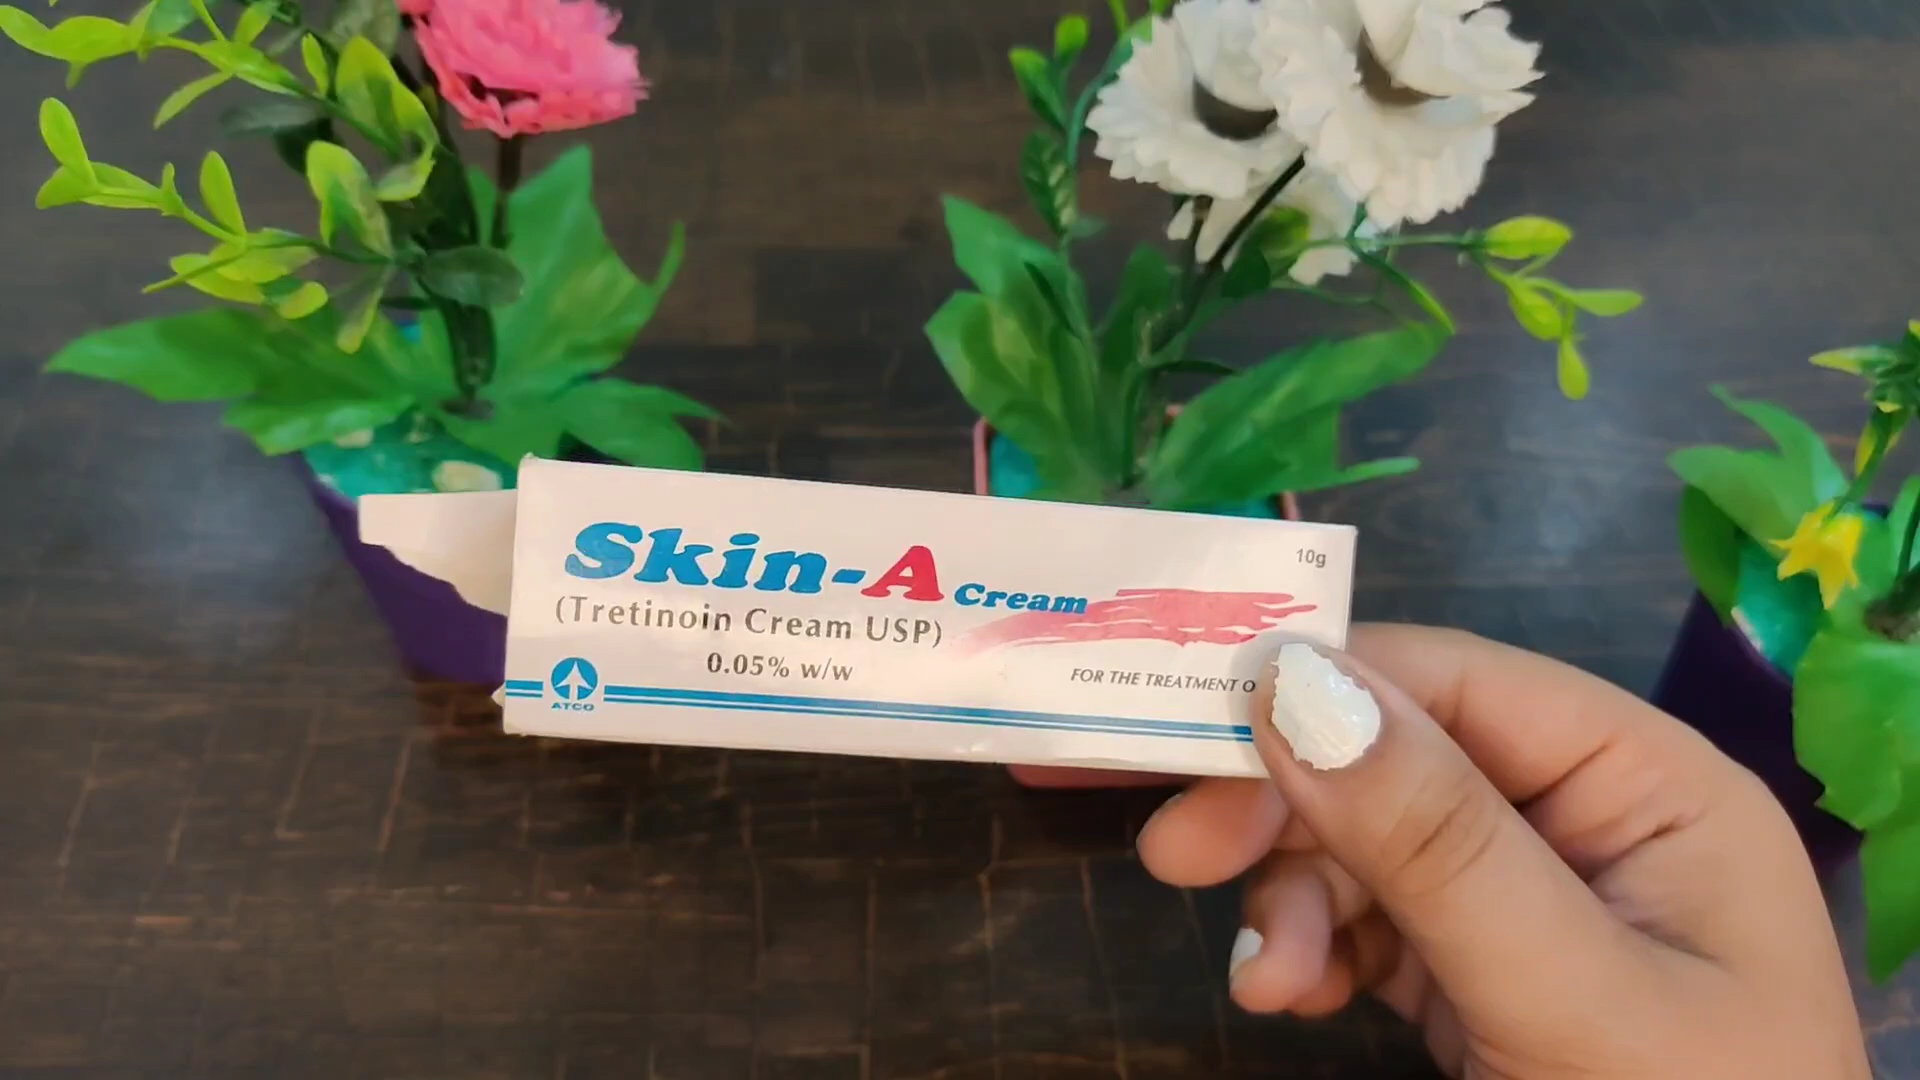 Skin-A Cream
10g
(Tretinoin Cream USP)
0.05% w/w
FOR THE TREATMENT
ATCO